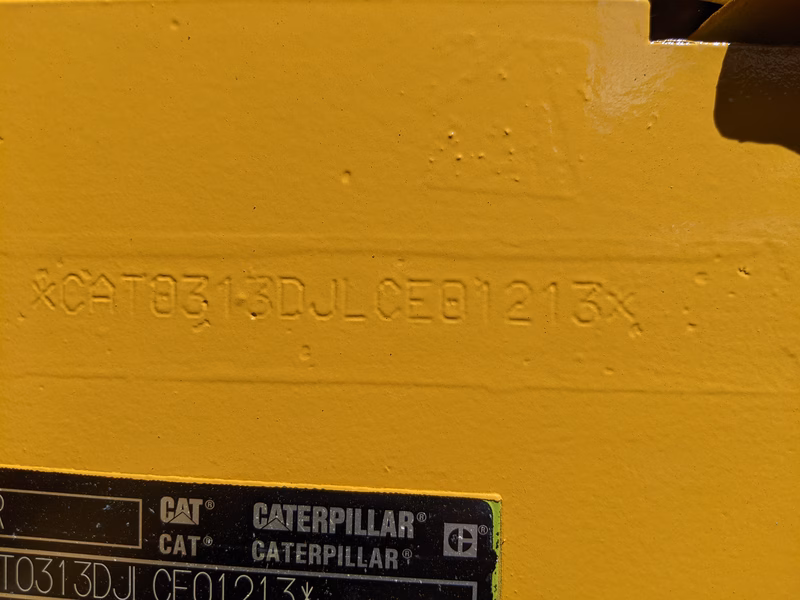 *CAT0313DJLCE01213*
R CAT® CATERPILLAR®
CAT® CATERPILLAR®
T0313DJLCE01213*